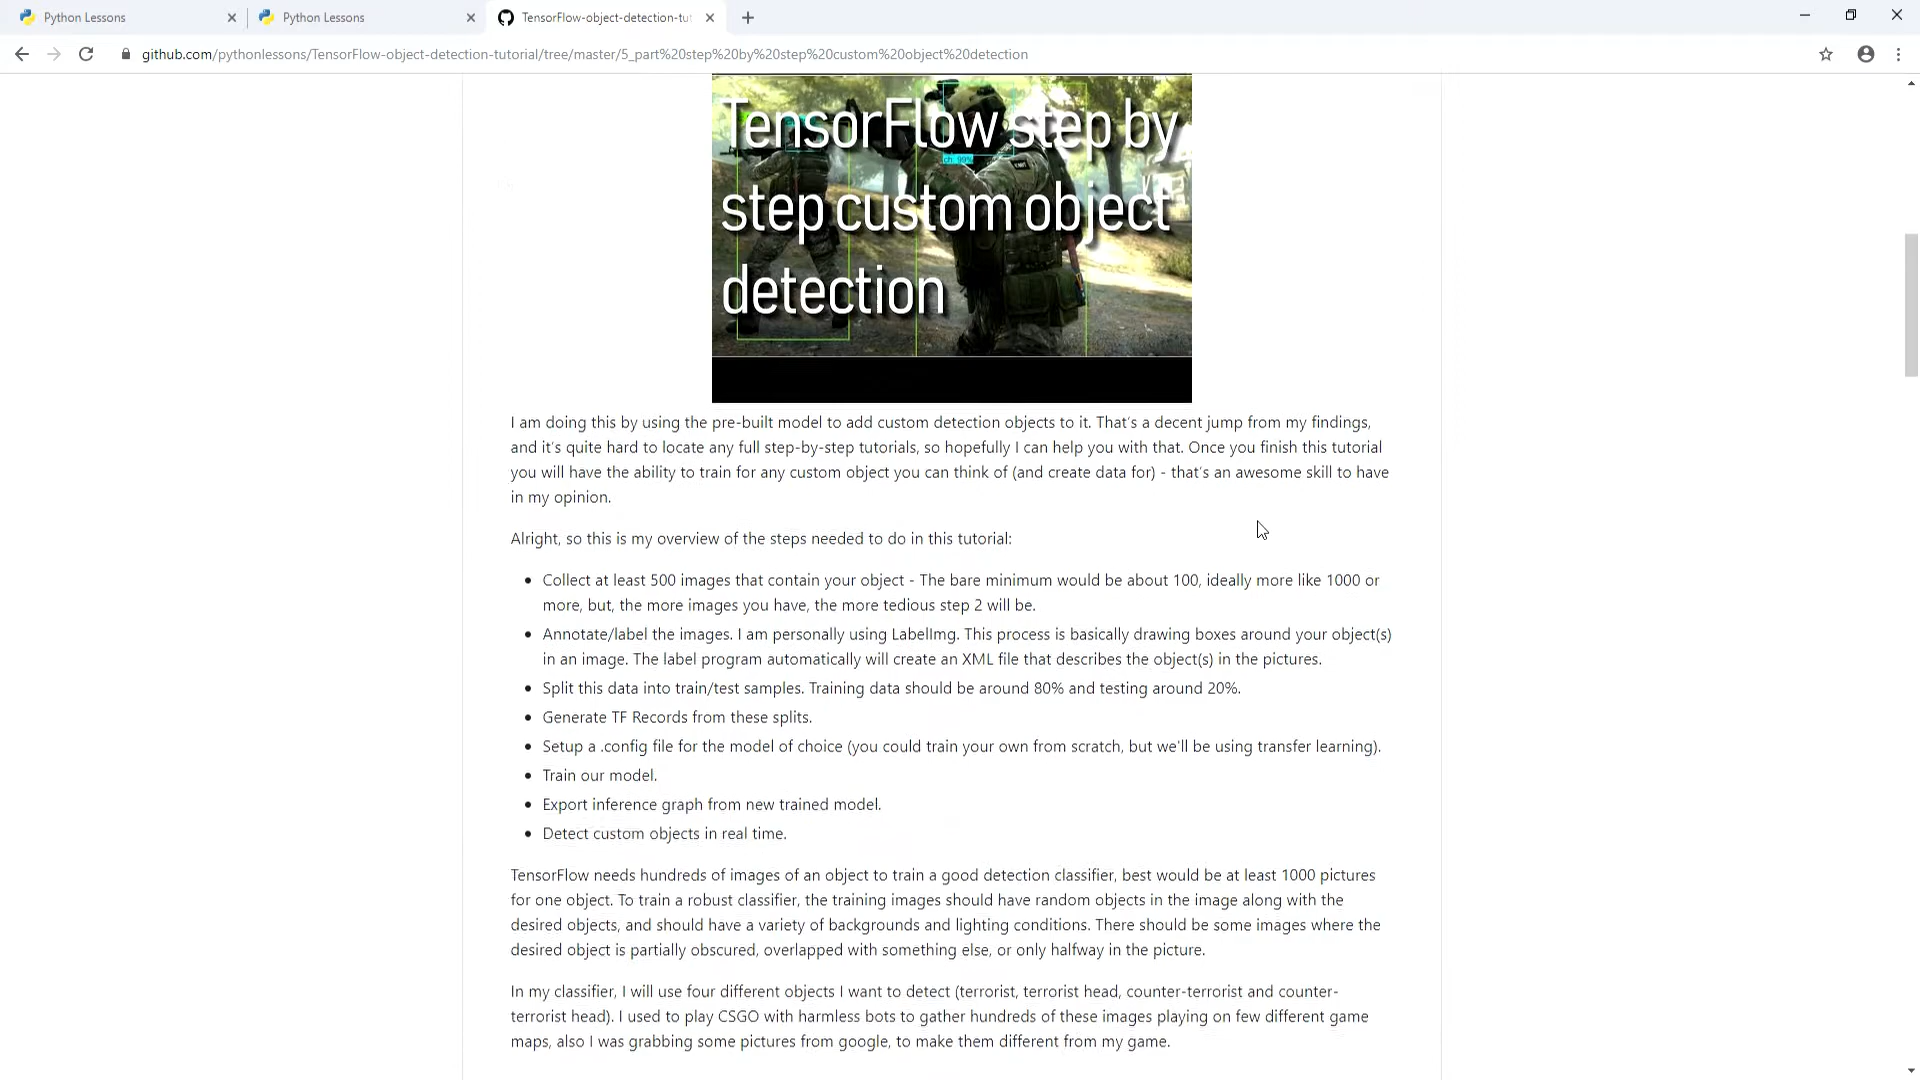 Python Lessons
Python Lessons
TensorFlow-object-detection-tut
github.com/pythonlessons/TensorFlow-object-detection-tutorial/tree/master/5_part%20step%20by%20step%20custom%20object%20detection
TensorFlow step by
step custom object
detection
ch: 99%
I am doing this by using the pre-built model to add custom detection objects to it. That's a decent jump from my findings,
and it's quite hard to locate any full step-by-step tutorials, so hopefully I can help you with that. Once you finish this tutorial
you will have the ability to train for any custom object you can think of (and create data for) - that's an awesome skill to have
in my opinion.
Alright, so this is my overview of the steps needed to do in this tutorial:
• Collect at least 500 images that contain your object - The bare minimum would be about 100, ideally more like 1000 or
more, but, the more images you have, the more tedious step 2 will be.
• Annotate/label the images. I am personally using LabelImg. This process is basically drawing boxes around your object(s)
in an image. The label program automatically will create an XML file that describes the object(s) in the pictures.
• Split this data into train/test samples. Training data should be around 80% and testing around 20%.
• Generate TF Records from these splits.
• Setup a .config file for the model of choice (you could train your own from scratch, but we'll be using transfer learning).
• Train our model.
• Export inference graph from new trained model.
• Detect custom objects in real time.
TensorFlow needs hundreds of images of an object to train a good detection classifier, best would be at least 1000 pictures
for one object. To train a robust classifier, the training images should have random objects in the image along with the
desired objects, and should have a variety of backgrounds and lighting conditions. There should be some images where the
desired object is partially obscured, overlapped with something else, or only halfway in the picture.
In my classifier, I will use four different objects I want to detect (terrorist, terrorist head, counter-terrorist and counter-
terrorist head). I used to play CSGO with harmless bots to gather hundreds of these images playing on few different game
maps, also I was grabbing some pictures from google, to make them different from my game.